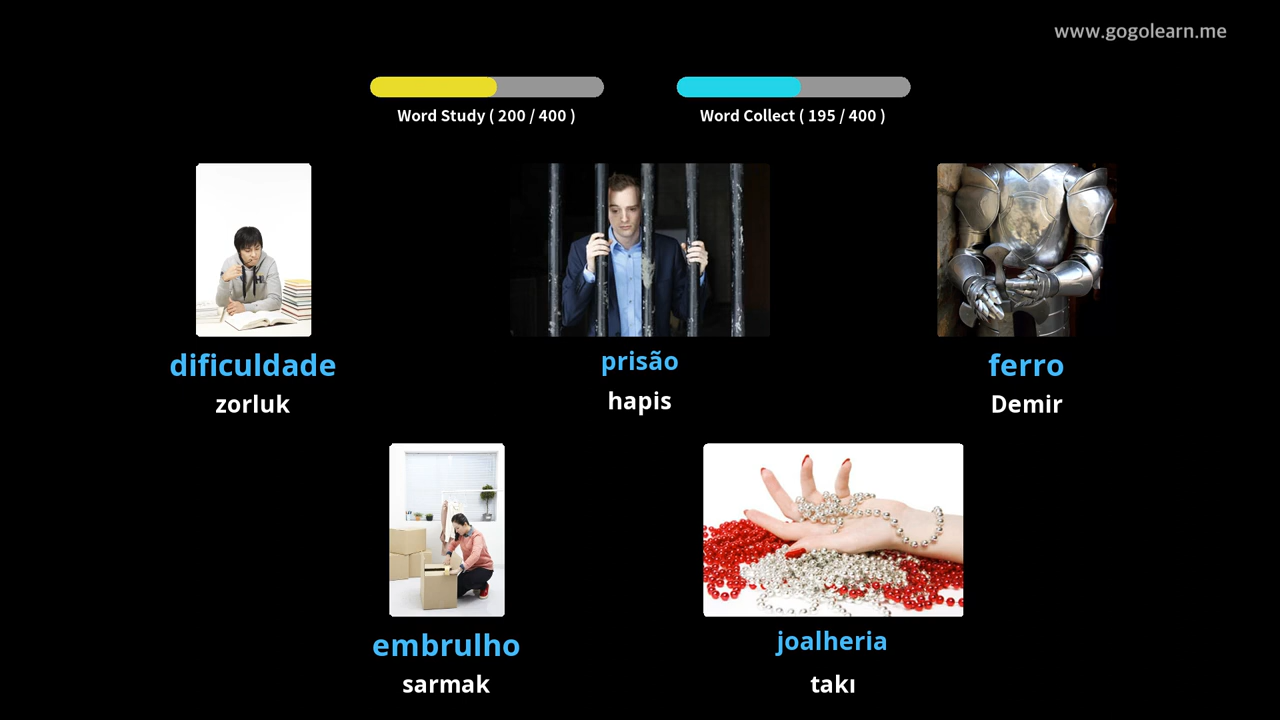 www.gogolearn.me
Word Study ( 200 / 400 )
Word Collect ( 195 / 400 )
dificuldade
zorluk
prisão
hapis
ferro
Demir
embrulho
sarmak
joalheria
takı